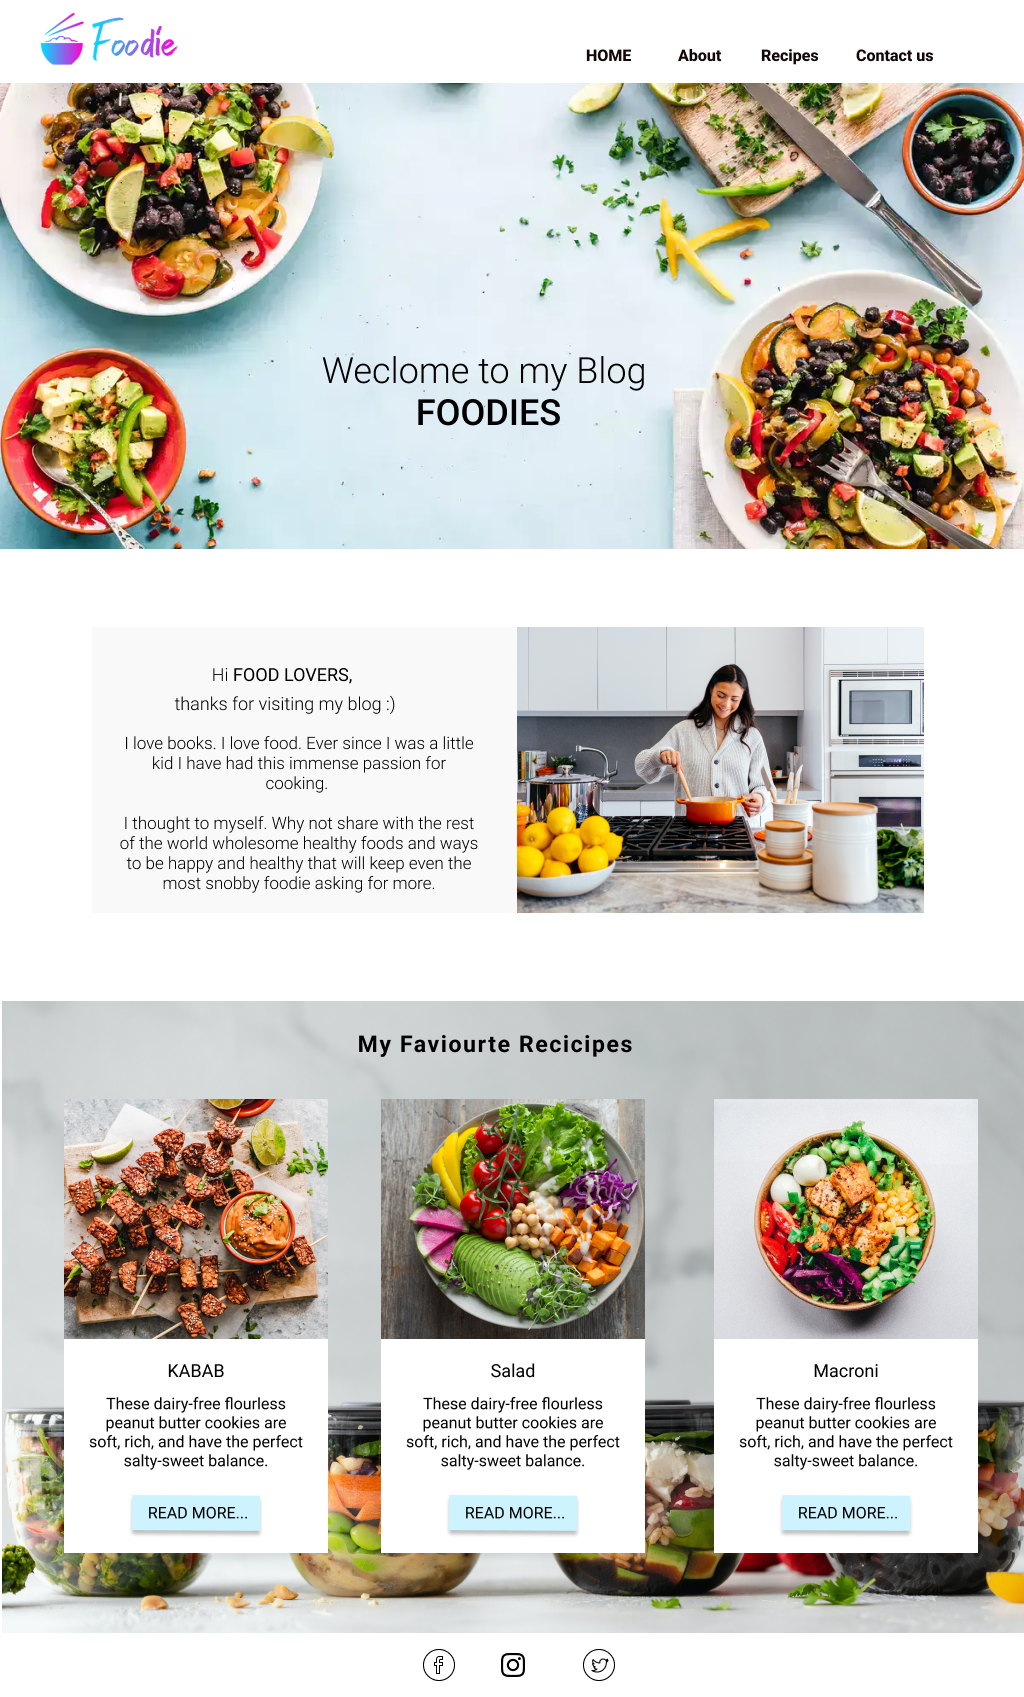 Foodie
HOME About Recipes Contact us
Weclome to my Blog
FOODIES
Hi FOOD LOVERS,
thanks for visiting my blog :)
I love books. I love food. Ever since I was a little
kid I have had this immense passion for
cooking.
I thought to myself. Why not share with the rest
of the world wholesome healthy foods and ways
to be happy and healthy that will keep even the
most snobby foodie asking for more.
My Faviourte Recicipes
KABAB
These dairy-free flourless
peanut butter cookies are
soft, rich, and have the perfect
salty-sweet balance.
READ MORE...
Salad
These dairy-free flourless
peanut butter cookies are
soft, rich, and have the perfect
salty-sweet balance.
READ MORE...
Macroni
These dairy-free flourless
peanut butter cookies are
soft, rich, and have the perfect
salty-sweet balance.
READ MORE...